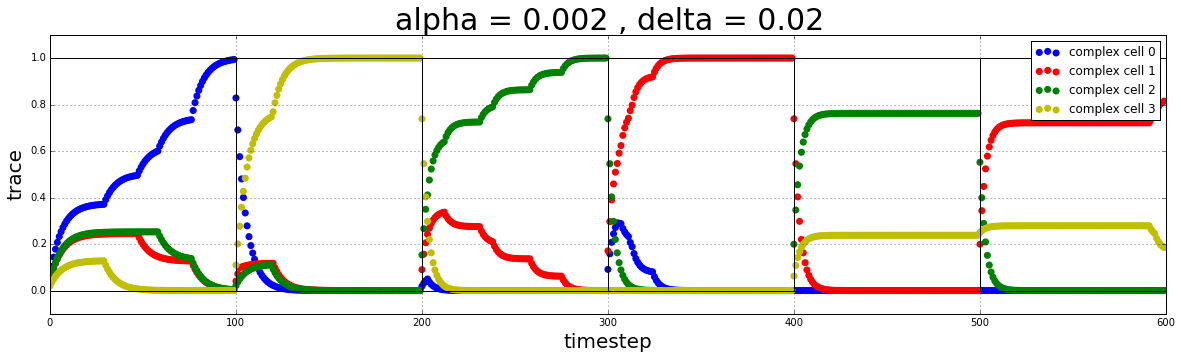 alpha = 0.002 , delta = 0.02
trace
1.0
0.8
0.6
0.4
0.2
0.0
complex cell 0
complex cell 1
complex cell 2
complex cell 3
0 100 200 300 400 500 600
timestep